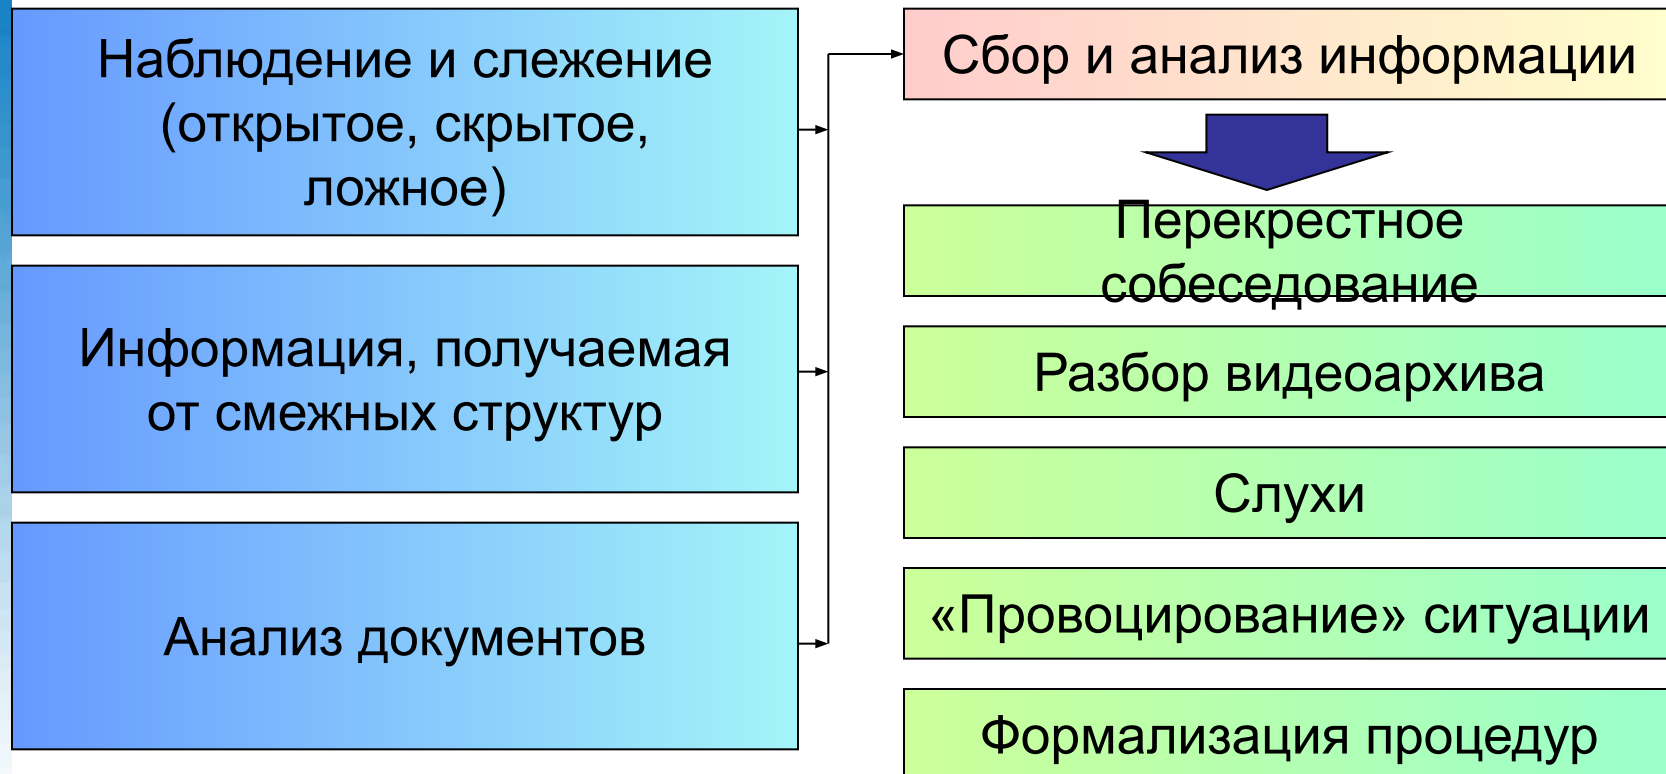 Наблюдение и слежение
(открытое, скрытое,
ложное)
Информация, получаемая
от смежных структур
Анализ документов
Сбор и анализ информации
Перекрестное
собеседование
Разбор видеоархива
Слухи
«Провоцирование» ситуации
Формализация процедур